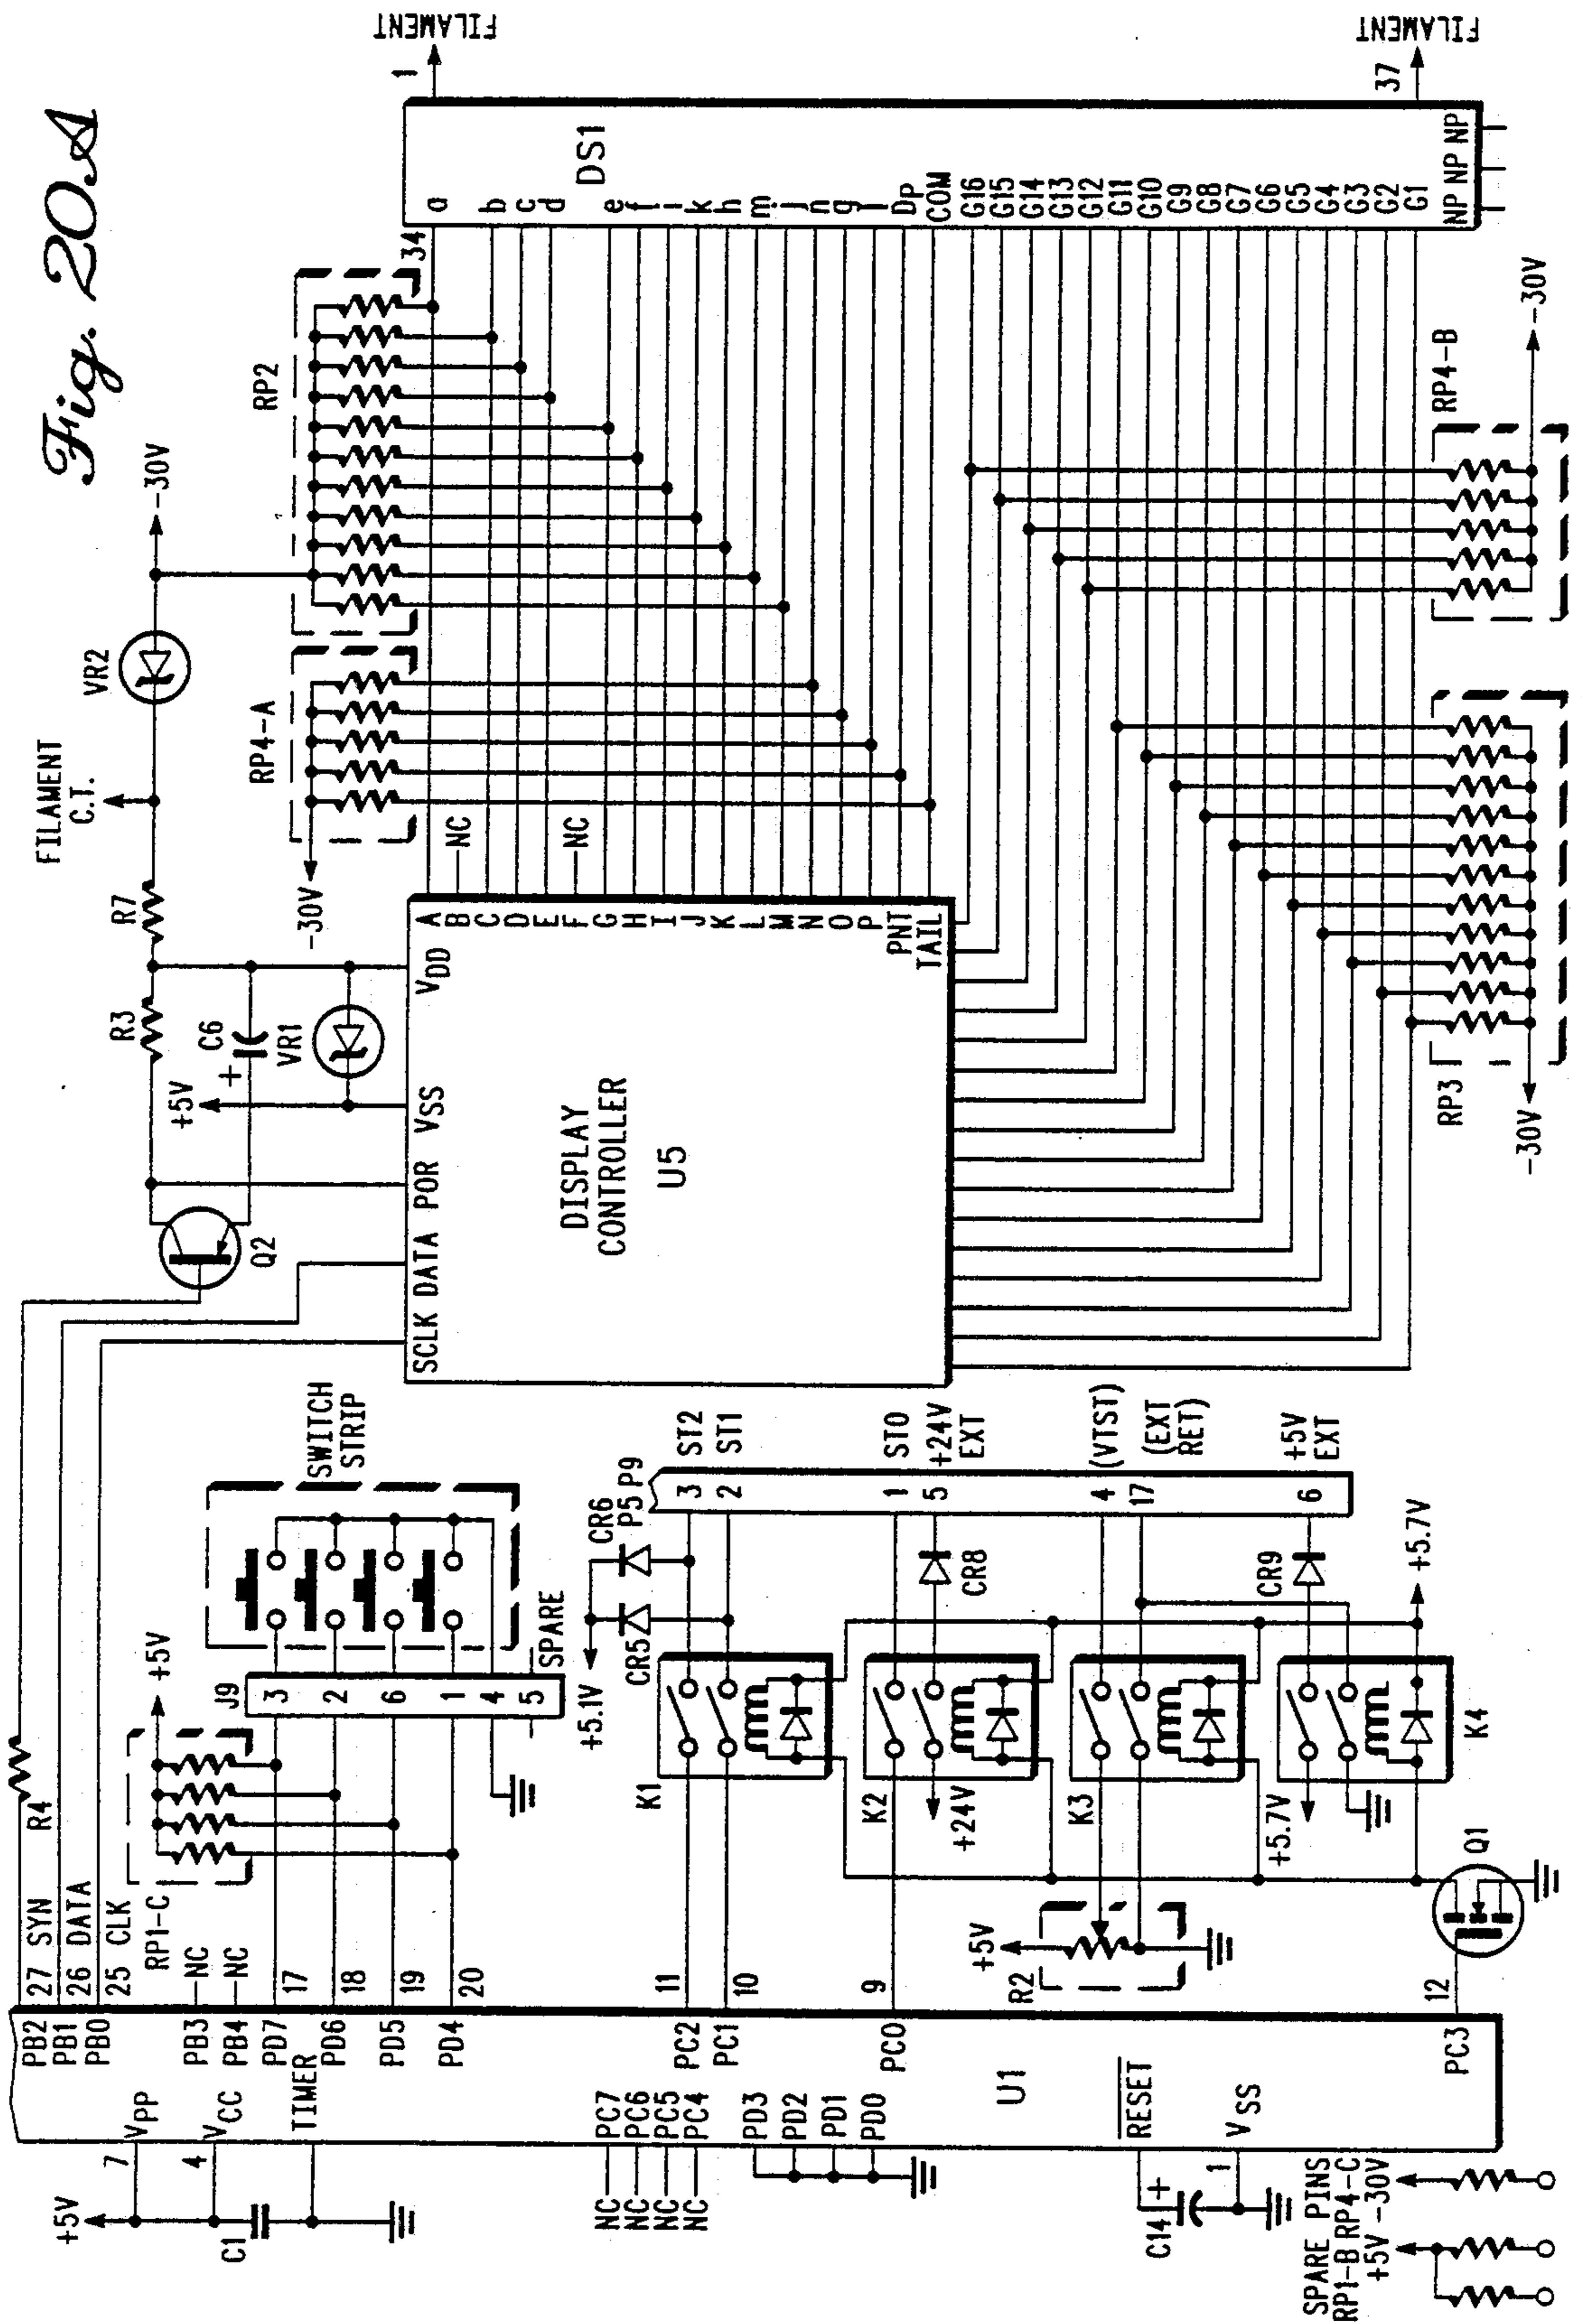 Fig. 20A
27 SYN
R4
26 DATA
25 CLK
PB2
PB1
PB0
PB3
NC
PB4
NC
PD7
17
PD6
18
PD5
19
PD4
20
RP1-C
+5V
J9
3
2
6
1
4
5
SPARE
SWITCH
STRIP
VPP
7
VCC
4
TIMER
+5V
C1
NC PC7
NC PC6
NC PC5
NC PC4
PD3
PD2
PD1
PD0
U1
RESET
VSS
1
C14
+
PC2
11
PC1
10
PC0
9
PC3
12
SPARE PINS
RP1-B RP4-C
+5V -30V
K1
K2
+24V
K3
+5.7V
K4
R2
+5V
Q1
+5.1V
CR5
CR6
P5 P9
3 ST2
2 ST1
1 ST0
5 +24V
EXT
CR8
4 (VTST)
17 (EXT
RET)
6 +5V
EXT
CR9
+5.7V
Q2
R3
R7
C6
+
VR1
+5V
FILAMENT
C.T.
VR2
-30V
SCLK DATA POR VSS VDD
DISPLAY
CONTROLLER
U5
A
B
NC
C
D
E
F
NC
G
H
I
J
K
L
M
N
O
P
PNT
TAIL
RP4-A
-30V
RP2
34
DS1
a
b
c
d
e
f
i
k
h
m
j
n
g
l
Dp
COM
G16
G15
G14
G13
G12
G11
G10
G9
G8
G7
G6
G5
G4
G3
G2
G1
NP NP NP
1
FILAMENT
37
FILAMENT
RP3
-30V
RP4-B
-30V